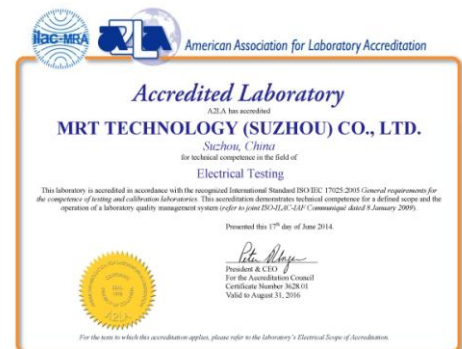 ilac-MRA
A2LA
American Association for Laboratory Accreditation
Accredited Laboratory
A2LA has accredited
MRT TECHNOLOGY (SUZHOU) CO., LTD.
Suzhou, China
for technical competence in the field of
Electrical Testing
This laboratory is accredited in accordance with the recognized International Standard ISO/IEC 17025:2005 General requirements for
the competence of testing and calibration laboratories. This accreditation demonstrates technical competence for a defined scope and the
operation of a laboratory quality management system (refer to joint ISO-ILAC-IAF Communiqué dated 8 January 2009).
Presented this 17th day of June 2014.
President & CEO
For the Accreditation Council
Certificate Number 3628.01
Valid to August 31, 2016
A2LA
For the tests to which this accreditation applies, please refer to the laboratory's Electrical Scope of Accreditation.